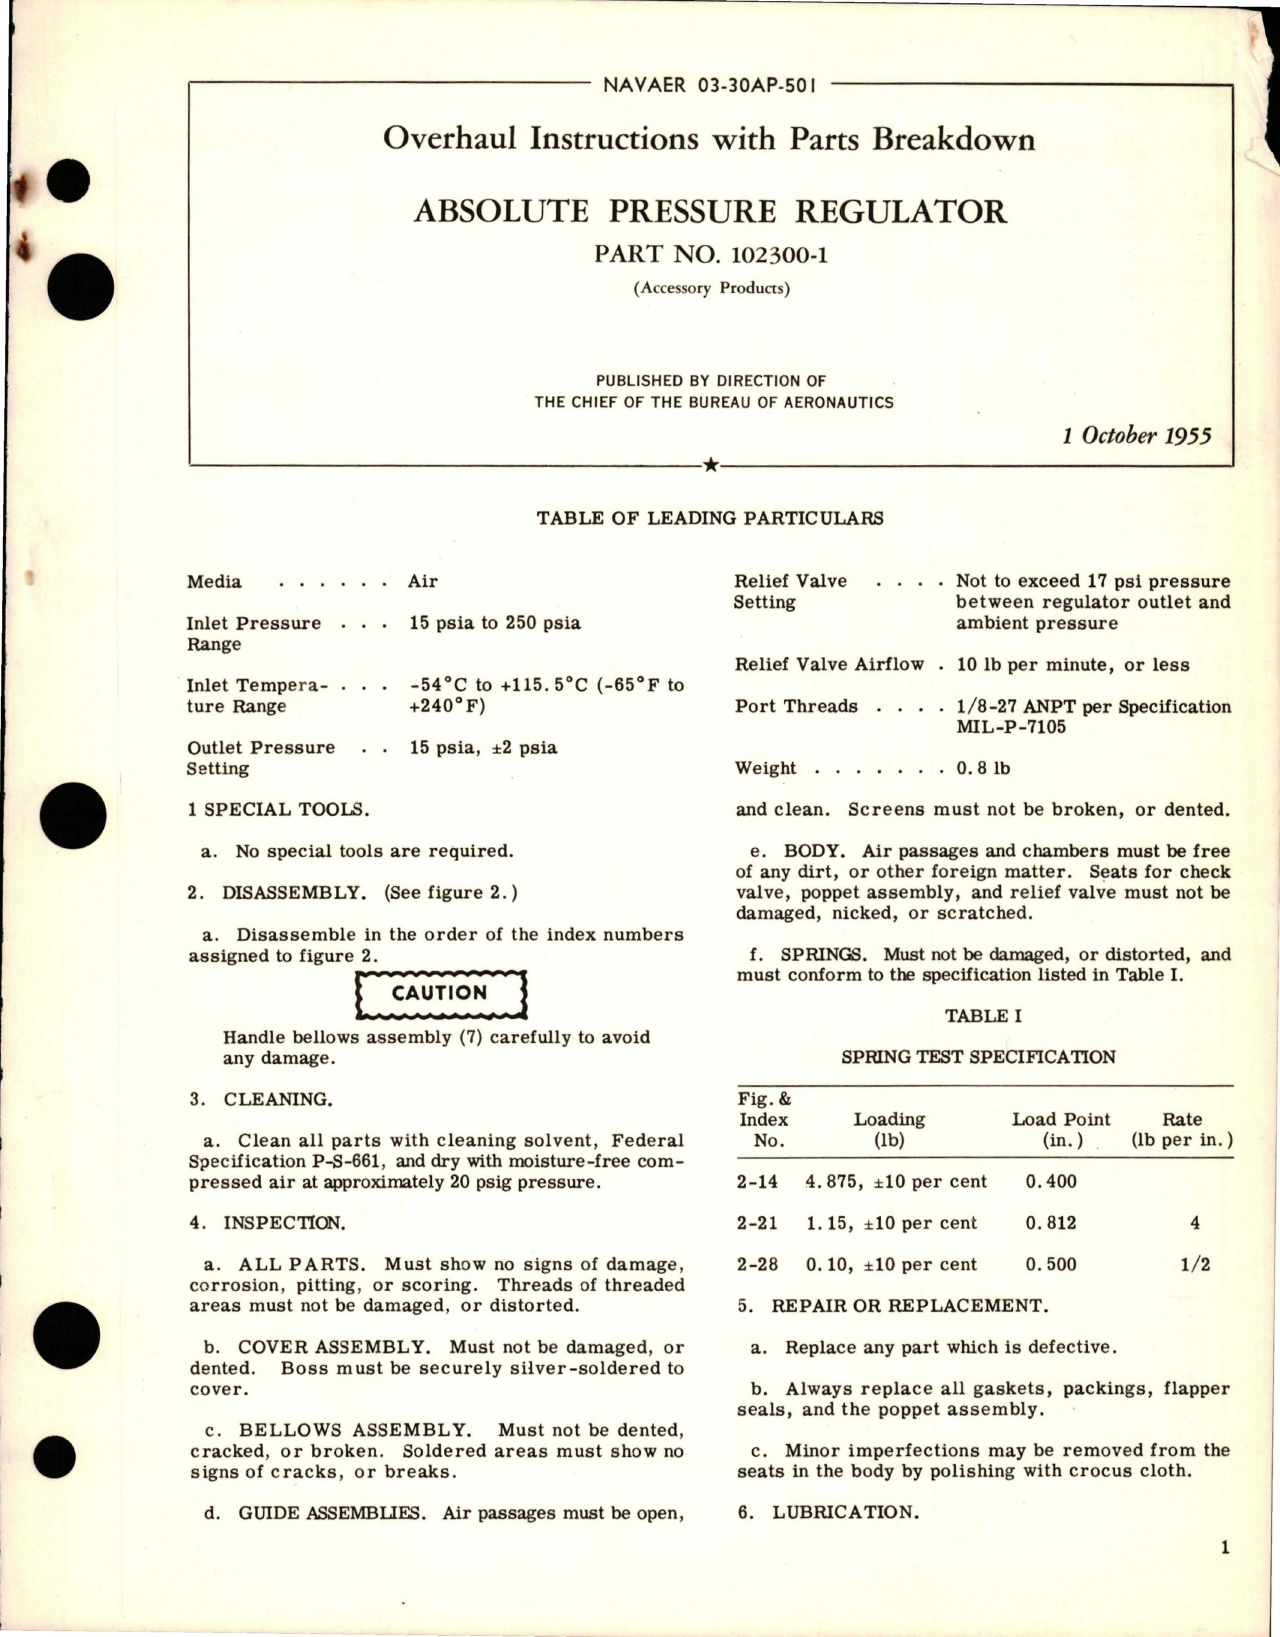 NAVAER 03-30AP-501
Overhaul Instructions with Parts Breakdown
ABSOLUTE PRESSURE REGULATOR
PART NO. 102300-1
(Accessory Products)
PUBLISHED BY DIRECTION OF
THE CHIEF OF THE BUREAU OF AERONAUTICS
1 October 1955
TABLE OF LEADING PARTICULARS
Media . . . . . . Air
Inlet Pressure . . . 15 psia to 250 psia
Range
Inlet Tempera- . . . -54°C to +115.5°C (-65°F to
ture Range +240°F)
Outlet Pressure . . 15 psia, ±2 psia
Setting
Relief Valve . . . . Not to exceed 17 psi pressure
Setting between regulator outlet and
ambient pressure
Relief Valve Airflow . 10 lb per minute, or less
Port Threads . . . . 1/8-27 ANPT per Specification
MIL-P-7105
Weight . . . . . . . 0.8 lb
1 SPECIAL TOOLS.
a. No special tools are required.
2. DISASSEMBLY. (See figure 2.)
a. Disassemble in the order of the index numbers
assigned to figure 2.
CAUTION
Handle bellows assembly (7) carefully to avoid
any damage.
3. CLEANING.
a. Clean all parts with cleaning solvent, Federal
Specification P-S-661, and dry with moisture-free com-
pressed air at approximately 20 psig pressure.
4. INSPECTION.
a. ALL PARTS. Must show no signs of damage,
corrosion, pitting, or scoring. Threads of threaded
areas must not be damaged, or distorted.
b. COVER ASSEMBLY. Must not be damaged, or
dented. Boss must be securely silver-soldered to
cover.
c. BELLOWS ASSEMBLY. Must not be dented,
cracked, or broken. Soldered areas must show no
signs of cracks, or breaks.
d. GUIDE ASSEMBLIES. Air passages must be open,
and clean. Screens must not be broken, or dented.
e. BODY. Air passages and chambers must be free
of any dirt, or other foreign matter. Seats for check
valve, poppet assembly, and relief valve must not be
damaged, nicked, or scratched.
f. SPRINGS. Must not be damaged, or distorted, and
must conform to the specification listed in Table I.
TABLE I
SPRING TEST SPECIFICATION
Fig. &
Index Loading Load Point Rate
No. (lb) (in.) (lb per in.)
2-14 4.875, ±10 per cent 0.400
2-21 1.15, ±10 per cent 0.812 4
2-28 0.10, ±10 per cent 0.500 1/2
5. REPAIR OR REPLACEMENT.
a. Replace any part which is defective.
b. Always replace all gaskets, packings, flapper
seals, and the poppet assembly.
c. Minor imperfections may be removed from the
seats in the body by polishing with crocus cloth.
6. LUBRICATION.
1